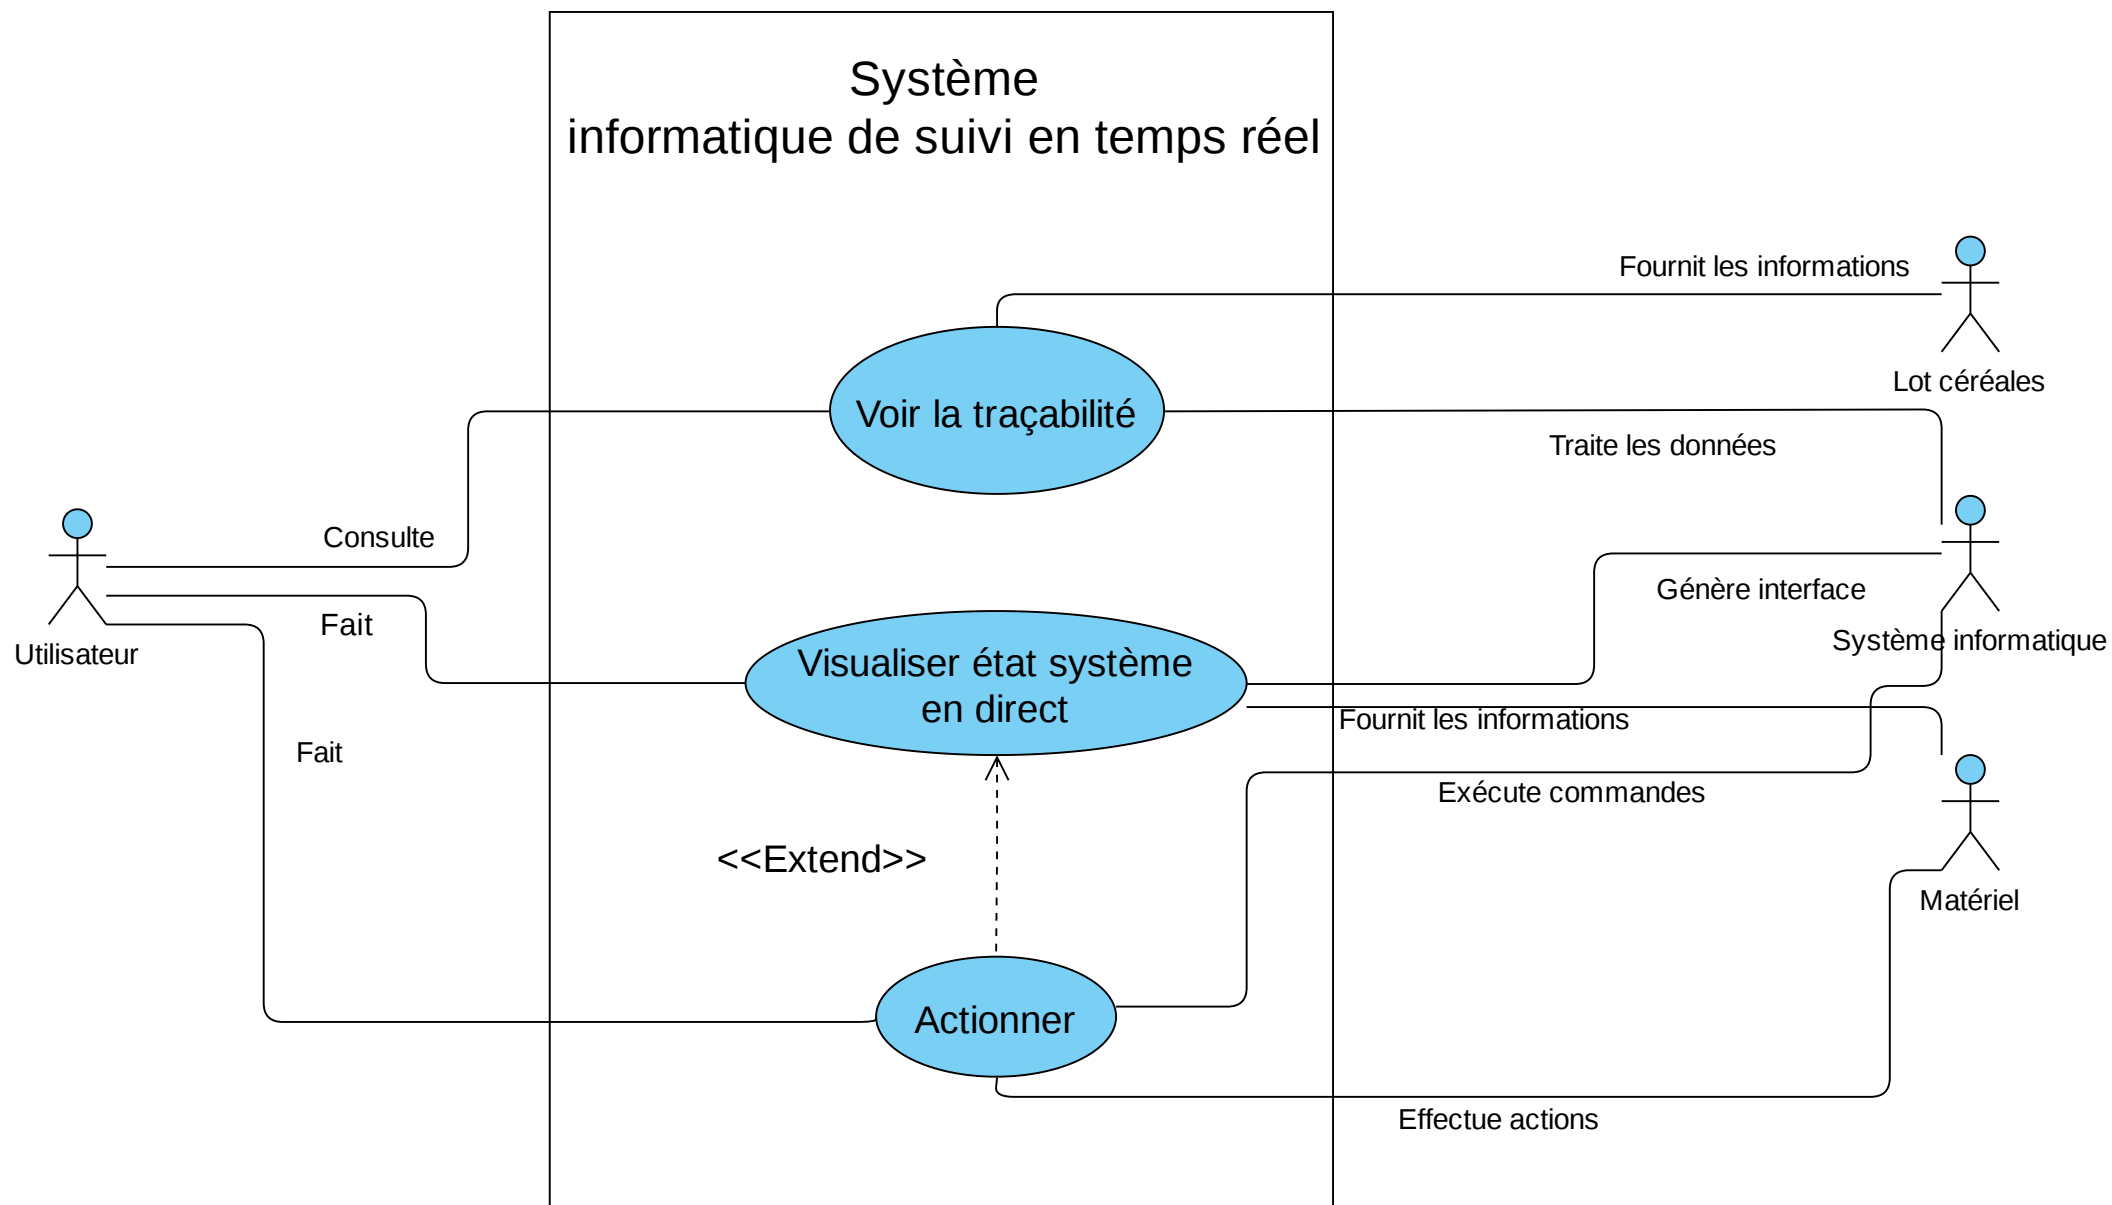 Système
informatique de suivi en temps réel
Fournit les informations
Lot céréales
Voir la traçabilité
Traite les données
Consulte
Génère interface
Fait
Utilisateur
Système informatique
Visualiser état système
en direct
Fournit les informations
Fait
Exécute commandes
<<Extend>>
Matériel
Actionner
Effectue actions